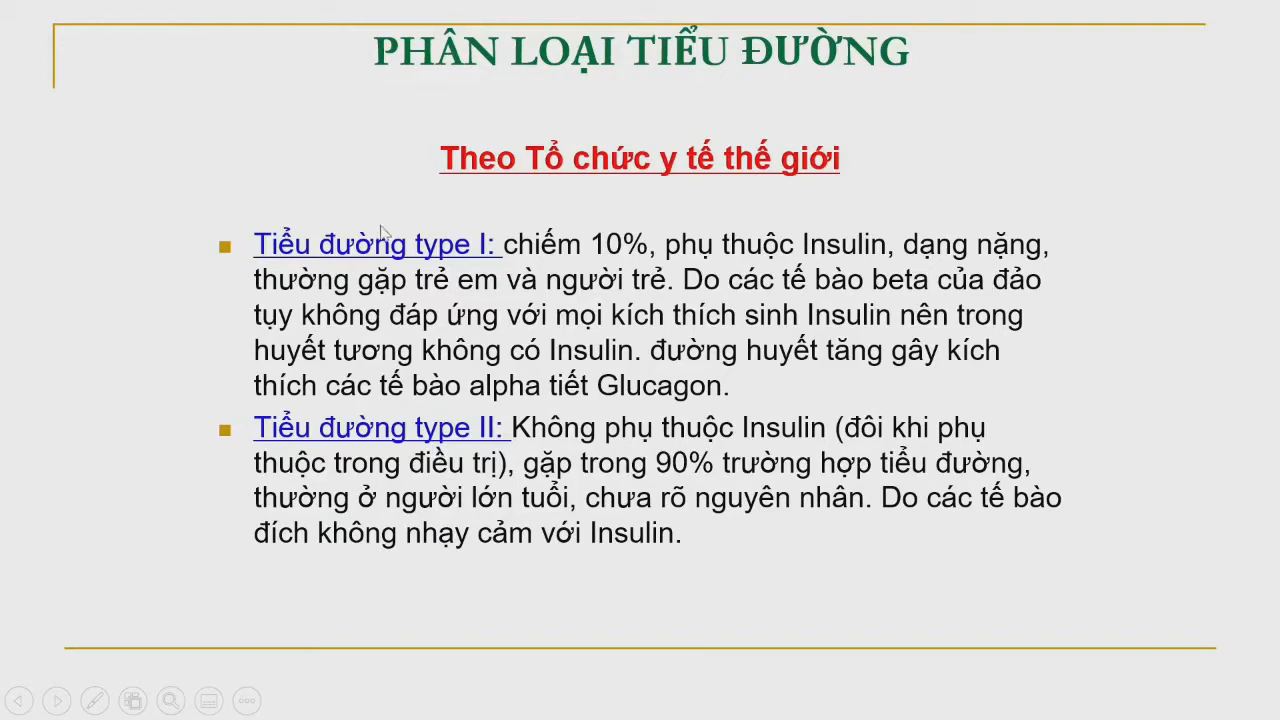 PHÂN LOẠI TIỂU ĐƯỜNG
Theo Tổ chức y tế thế giới
Tiểu đường type I: chiếm 10%, phụ thuộc Insulin, dạng nặng,
thường gặp trẻ em và người trẻ. Do các tế bào beta của đảo
tụy không đáp ứng với mọi kích thích sinh Insulin nên trong
huyết tương không có Insulin. đường huyết tăng gây kích
thích các tế bào alpha tiết Glucagon.
Tiểu đường type II: Không phụ thuộc Insulin (đôi khi phụ
thuộc trong điều trị), gặp trong 90% trường hợp tiểu đường,
thường ở người lớn tuổi, chưa rõ nguyên nhân. Do các tế bào
đích không nhạy cảm với Insulin.